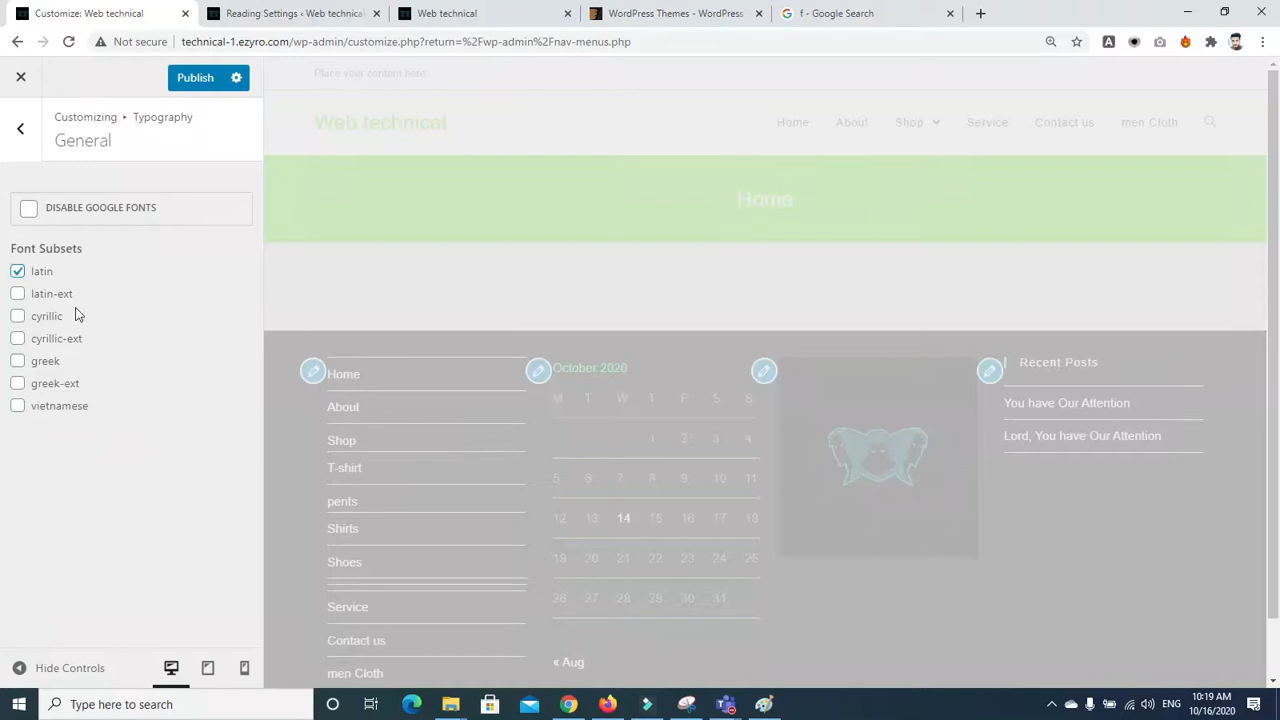 Customize: Web technical
Reading Settings ‹ Web technical
Web technical
WordPress Themes - WordPress
f - Google Search
Not secure
technical-1.ezyro.com/wp-admin/customize.php?return=%2Fwp-admin%2Fnav-menus.php
Publish
Customizing ▸ Typography
General
DISABLE GOOGLE FONTS
Font Subsets
latin
latin-ext
cyrillic
cyrillic-ext
greek
greek-ext
vietnamese
Hide Controls
Place your content here
Web technical
Home About Shop Service Contact us men Cloth
Home
Home
About
Shop
T-shirt
pents
Shirts
Shoes
Service
Contact us
men Cloth
October 2020
M T W T F S S
1 2 3 4
5 6 7 8 9 10 11
12 13 14 15 16 17 18
19 20 21 22 23 24 25
26 27 28 29 30 31
« Aug
Recent Posts
You have Our Attention
Lord, You have Our Attention
Type here to search
ENG
10:19 AM
10/16/2020